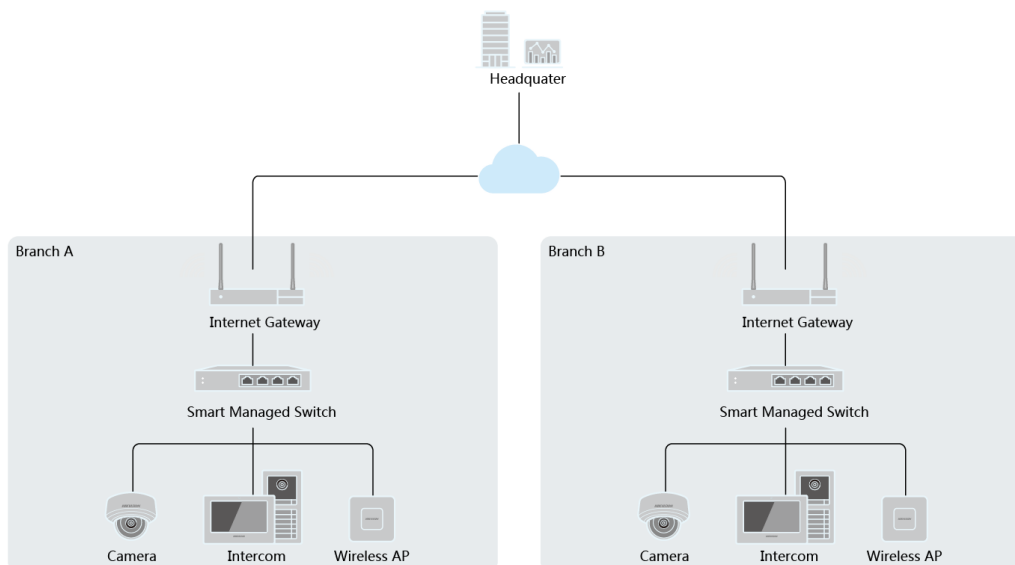 Headquater
Branch A
Branch B
Internet Gateway
Internet Gateway
Smart Managed Switch
Smart Managed Switch
Camera
Intercom
Wireless AP
Camera
Intercom
Wireless AP